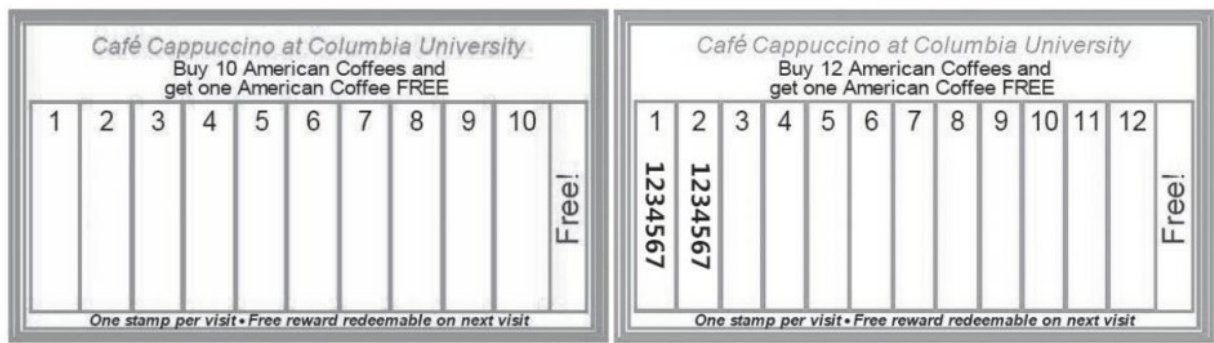 Café Cappuccino at Columbia University
Buy 10 American Coffees and
get one American Coffee FREE
1 2 3 4 5 6 7 8 9 10
Free!
One stamp per visit • Free reward redeemable on next visit
Café Cappuccino at Columbia University
Buy 12 American Coffees and
get one American Coffee FREE
1 2 3 4 5 6 7 8 9 10 11 12
1234567
1234567
Free!
One stamp per visit • Free reward redeemable on next visit